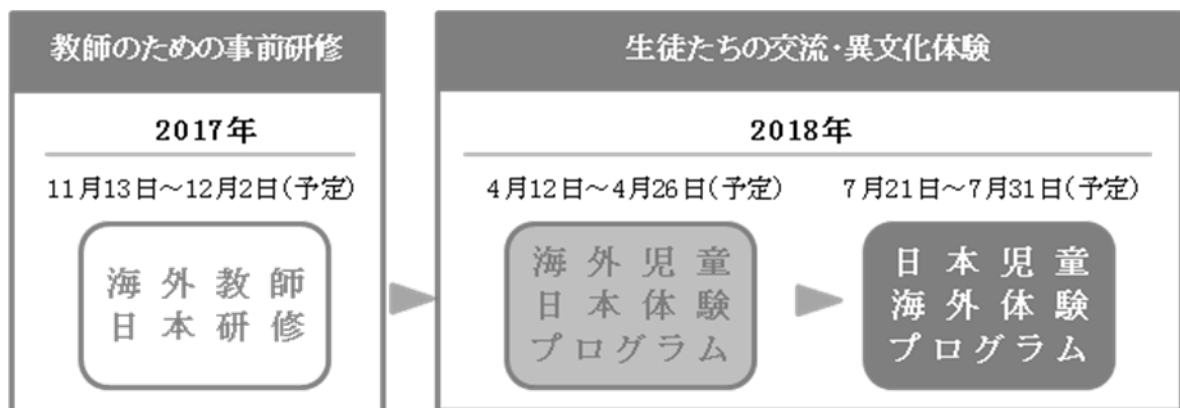 教師のための事前研修
2017年
11月13日～12月2日(予定)
海外教師
日本研修
生徒たちの交流・異文化体験
2018年
4月12日～4月26日(予定)
海外児童
日本体験
プログラム
7月21日～7月31日(予定)
日本児童
海外体験
プログラム